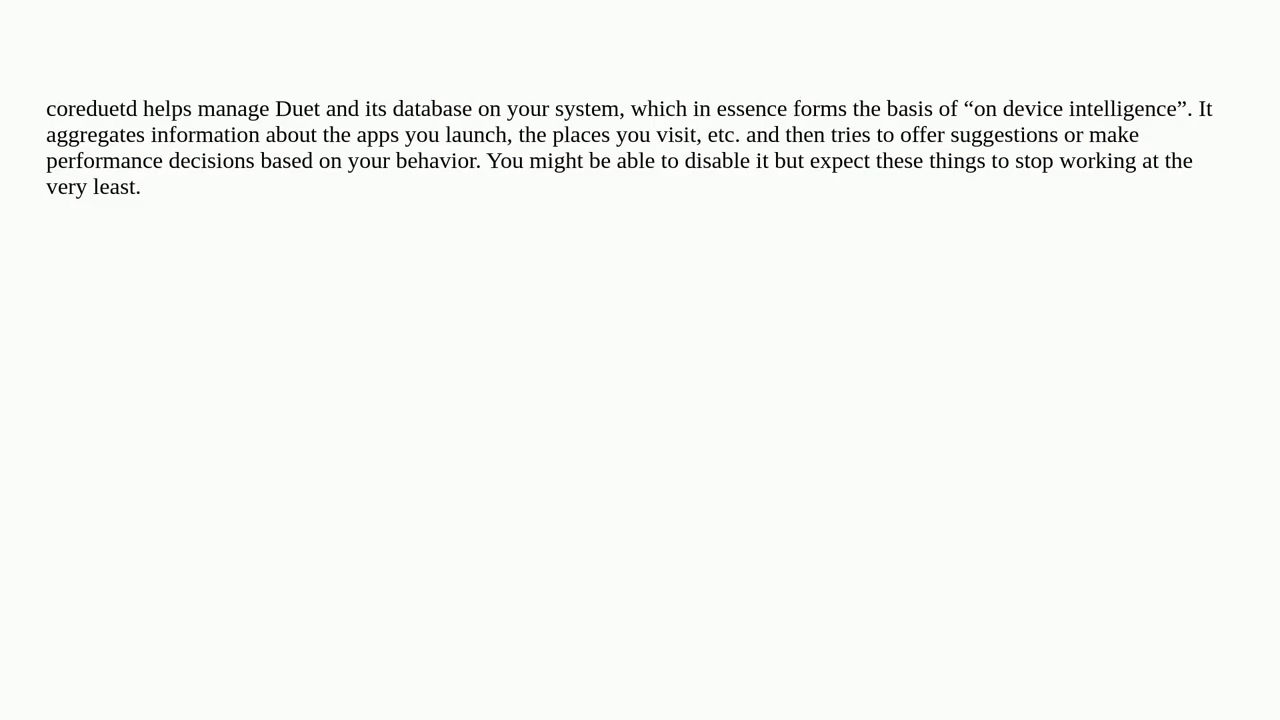 coreduetd helps manage Duet and its database on your system, which in essence forms the basis of “on device intelligence”. It
aggregates information about the apps you launch, the places you visit, etc. and then tries to offer suggestions or make
performance decisions based on your behavior. You might be able to disable it but expect these things to stop working at the
very least.